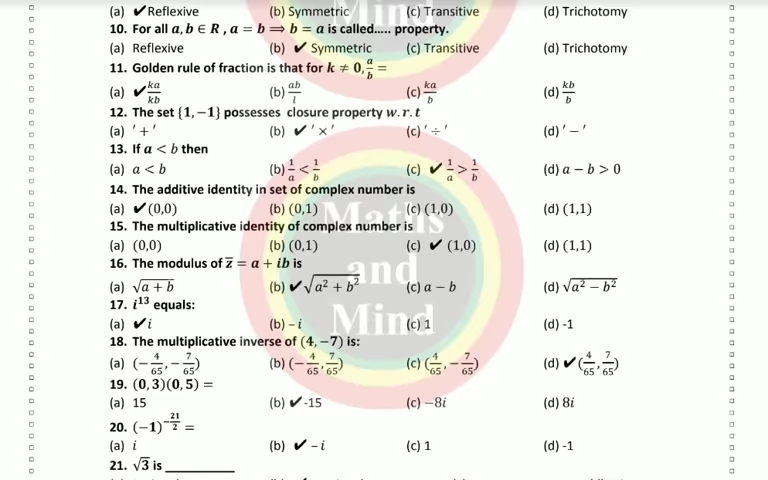 (a) ✔Reflexive (b) Symmetric (c) Transitive (d) Trichotomy
10. For all a, b ∈ R , a = b ⟹ b = a is called..... property.
(a) Reflexive (b) ✔ Symmetric (c) Transitive (d) Trichotomy
11. Golden rule of fraction is that for k ≠ 0, a/b =
(a) ✔ka/kb (b) ab/l (c) ka/b (d) kb/b
12. The set {1, −1} possesses closure property w.r.t
(a) '+' (b) ✔ '×' (c) '÷' (d) '−'
13. If a < b then
(a) a < b (b) 1/a < 1/b (c) ✔ 1/a > 1/b (d) a − b > 0
14. The additive identity in set of complex number is
(a) ✔(0,0) (b) (0,1) (c) (1,0) (d) (1,1)
15. The multiplicative identity of complex number is
(a) (0,0) (b) (0,1) (c) ✔ (1,0) (d) (1,1)
16. The modulus of z̅ = a + ib is
(a) √(a + b) (b) ✔√(a² + b²) (c) a − b (d) √(a² − b²)
17. i¹³ equals:
(a) ✔i (b) − i (c) 1 (d) -1
18. The multiplicative inverse of (4, −7) is:
(a) (−4/65, −7/65) (b) (−4/65, 7/65) (c) (4/65, −7/65) (d) ✔(4/65, 7/65)
19. (0, 3)(0, 5) =
(a) 15 (b) ✔-15 (c) −8i (d) 8i
20. (−1)^(−21/2) =
(a) i (b) ✔ − i (c) 1 (d) -1
21. √3 is __________
Mind
Maths
and
Mind